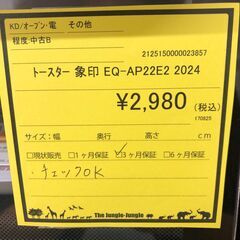 KD/オーブン・電 その他
程度:中古B
2125150000023857
トースター 象印 EQ-AP22E2 2024
¥2,980 (税込)
170825
サイズ:幅 奥行 高さ cm
□現状販売 □1ヶ月保証 ☑3ヶ月保証 □6ヶ月保証
・チェックOK
The Jungle-Jungle